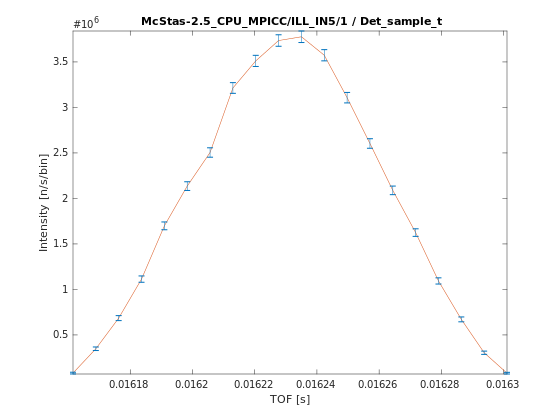 McStas-2.5_CPU_MPICC/ILL_IN5/1 / Det_sample_t
#10^6
3.5
3
2.5
2
1.5
1
0.5
Intensity [n/s/bin]
0.01618 0.0162 0.01622 0.01624 0.01626 0.01628 0.0163
TOF [s]